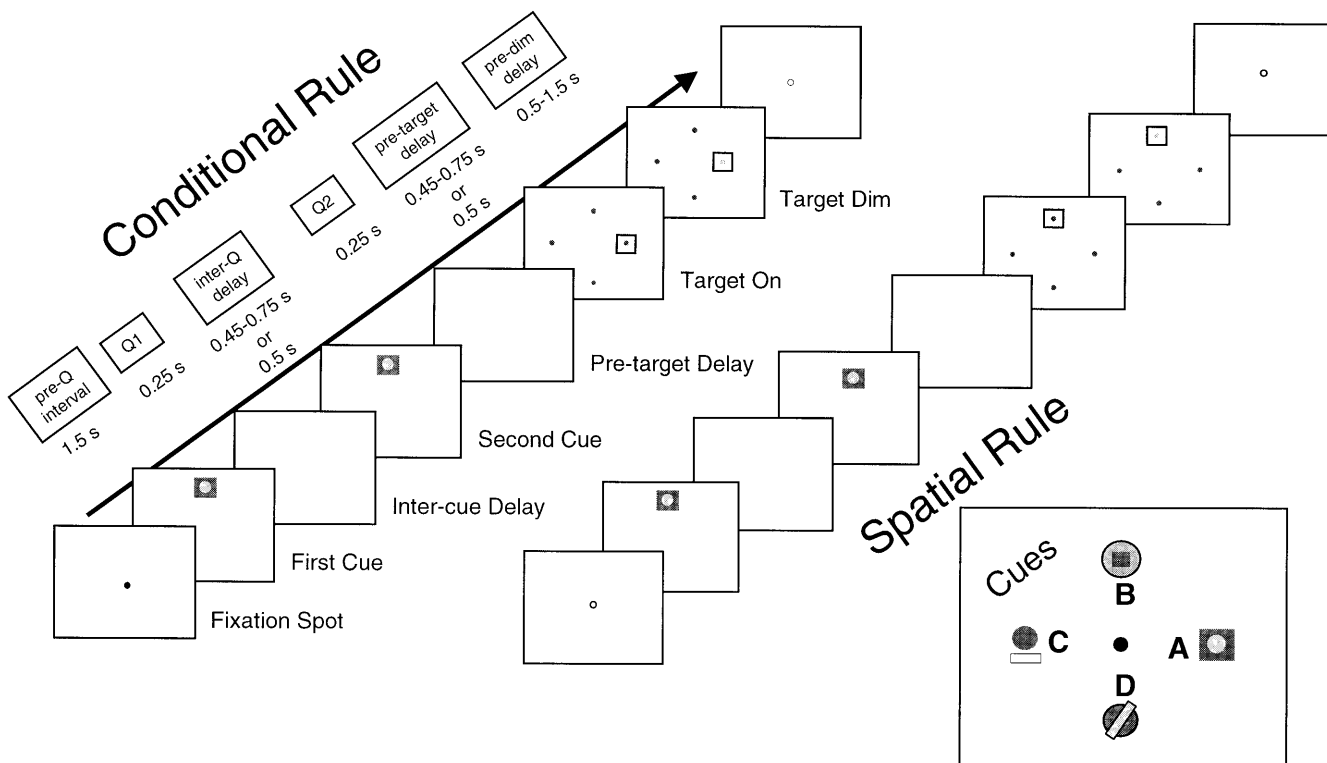 Conditional Rule
pre-Q
interval
1.5 s
Q1
0.25 s
inter-Q
delay
0.45-0.75 s
or
0.5 s
Q2
0.25 s
pre-target
delay
0.45-0.75 s
or
0.5 s
pre-dim
delay
0.5-1.5 s
Fixation Spot
First Cue
Inter-cue Delay
Second Cue
Pre-target Delay
Target On
Target Dim
Spatial Rule
Cues
B
C
A
D